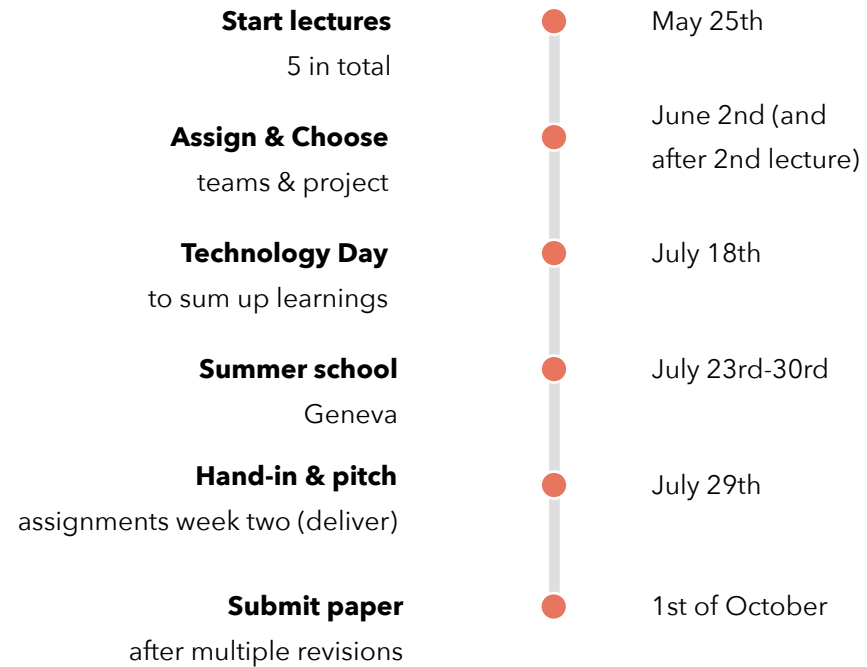 Start lectures
5 in total
May 25th
Assign & Choose
teams & project
June 2nd (and
after 2nd lecture)
Technology Day
to sum up learnings
July 18th
Summer school
Geneva
July 23rd-30rd
Hand-in & pitch
assignments week two (deliver)
July 29th
Submit paper
after multiple revisions
1st of October